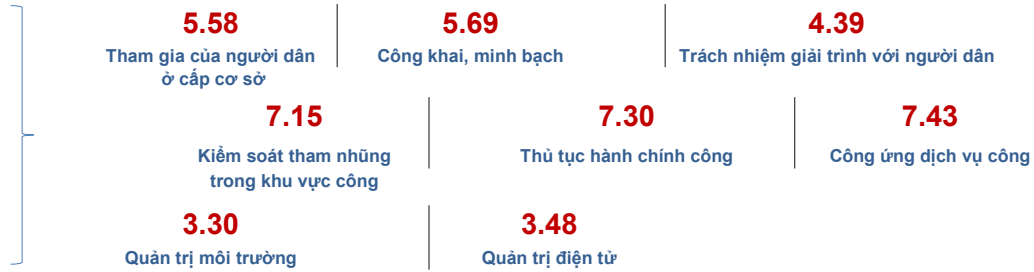 5.58
Tham gia của người dân
ở cấp cơ sở
5.69
Công khai, minh bạch
4.39
Trách nhiệm giải trình với người dân
7.15
Kiểm soát tham nhũng
trong khu vực công
7.30
Thủ tục hành chính công
7.43
Công ứng dịch vụ công
3.30
Quản trị môi trường
3.48
Quản trị điện tử